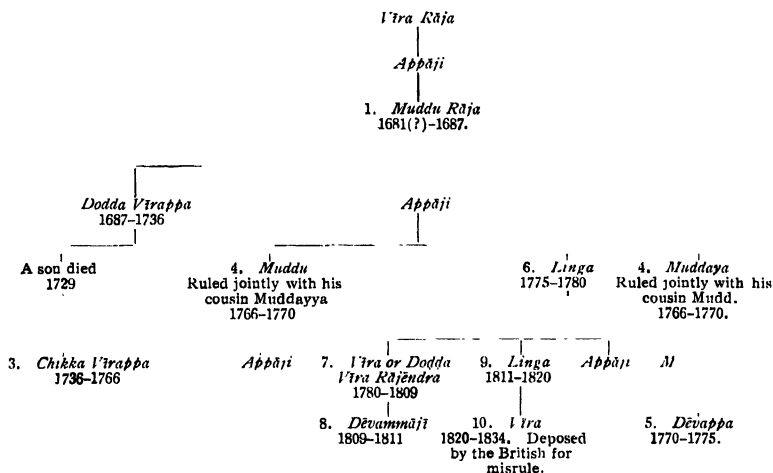 Vīra Rāja
Appāji
1. Muddu Rāja
1681(?)-1687.
Dodda Vīrappa
1687-1736
Appāji
A son died
1729
4. Muddu
Ruled jointly with his
cousin Muddayya
1766-1770
6. Linga
1775-1780
4. Muddaya
Ruled jointly with his
cousin Mudd.
1766-1770.
3. Chikka Vīrappa
1736-1766
Appāji
7. Vīra or Dodda
Vīra Rājēndra
1780-1809
9. Linga
1811-1820
Appāji
M
8. Dēvammājī
1809-1811
10. Vīra
1820-1834. Deposed
by the British for
misrule.
5. Dēvappa
1770-1775.